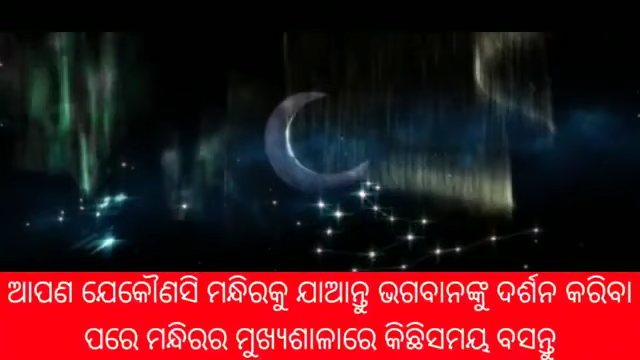 ଆପଣ ଯେକୌଣସି ମନ୍ଧିରକୁ ଯାଆନ୍ତୁ ଭଗବାନଙ୍କୁ ଦର୍ଶନ କରିବା
ପରେ ମନ୍ଧିରର ମୁଖ୍ୟଶାଳାରେ କିଛିସମୟ ବସନ୍ତୁ